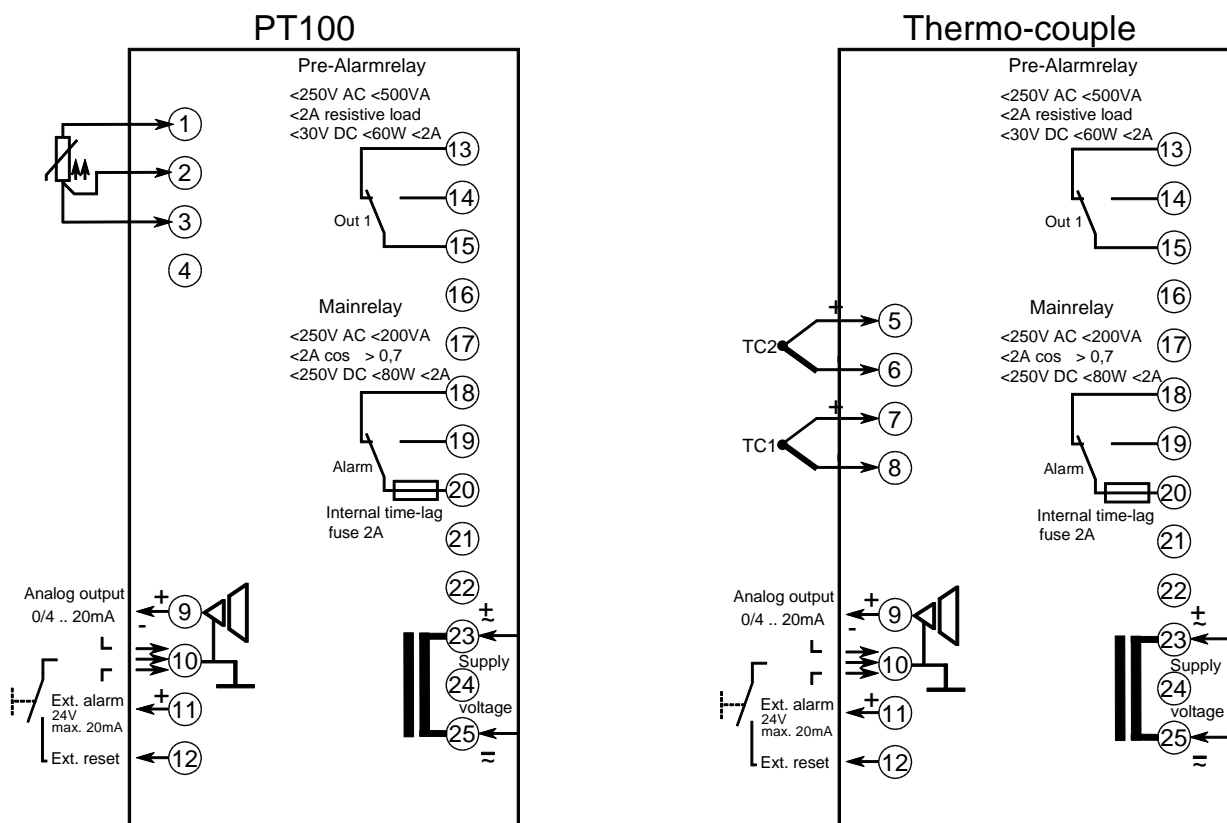 PT100
Pre-Alarmrelay
<250V AC <500VA
<2A resistive load
<30V DC <60W <2A
1
2
3
4
13
14
Out 1
15
16
Mainrelay
<250V AC <200VA
17
<2A cos > 0,7
<250V DC <80W <2A
18
19
Alarm
20
Internal time-lag
fuse 2A
21
22
Analog output
0/4 .. 20mA
+
9
-
10
Ext. alarm
24V
max. 20mA
+
11
Ext. reset
12
±
~
23
Supply
24
voltage
25
Thermo-couple
Pre-Alarmrelay
<250V AC <500VA
<2A resistive load
<30V DC <60W <2A
13
14
Out 1
15
16
Mainrelay
<250V AC <200VA
17
<2A cos > 0,7
<250V DC <80W <2A
18
19
Alarm
20
Internal time-lag
fuse 2A
21
22
+
5
TC2
6
+
7
TC1
8
Analog output
0/4 .. 20mA
+
9
-
10
Ext. alarm
24V
max. 20mA
+
11
Ext. reset
12
±
~
23
Supply
24
voltage
25